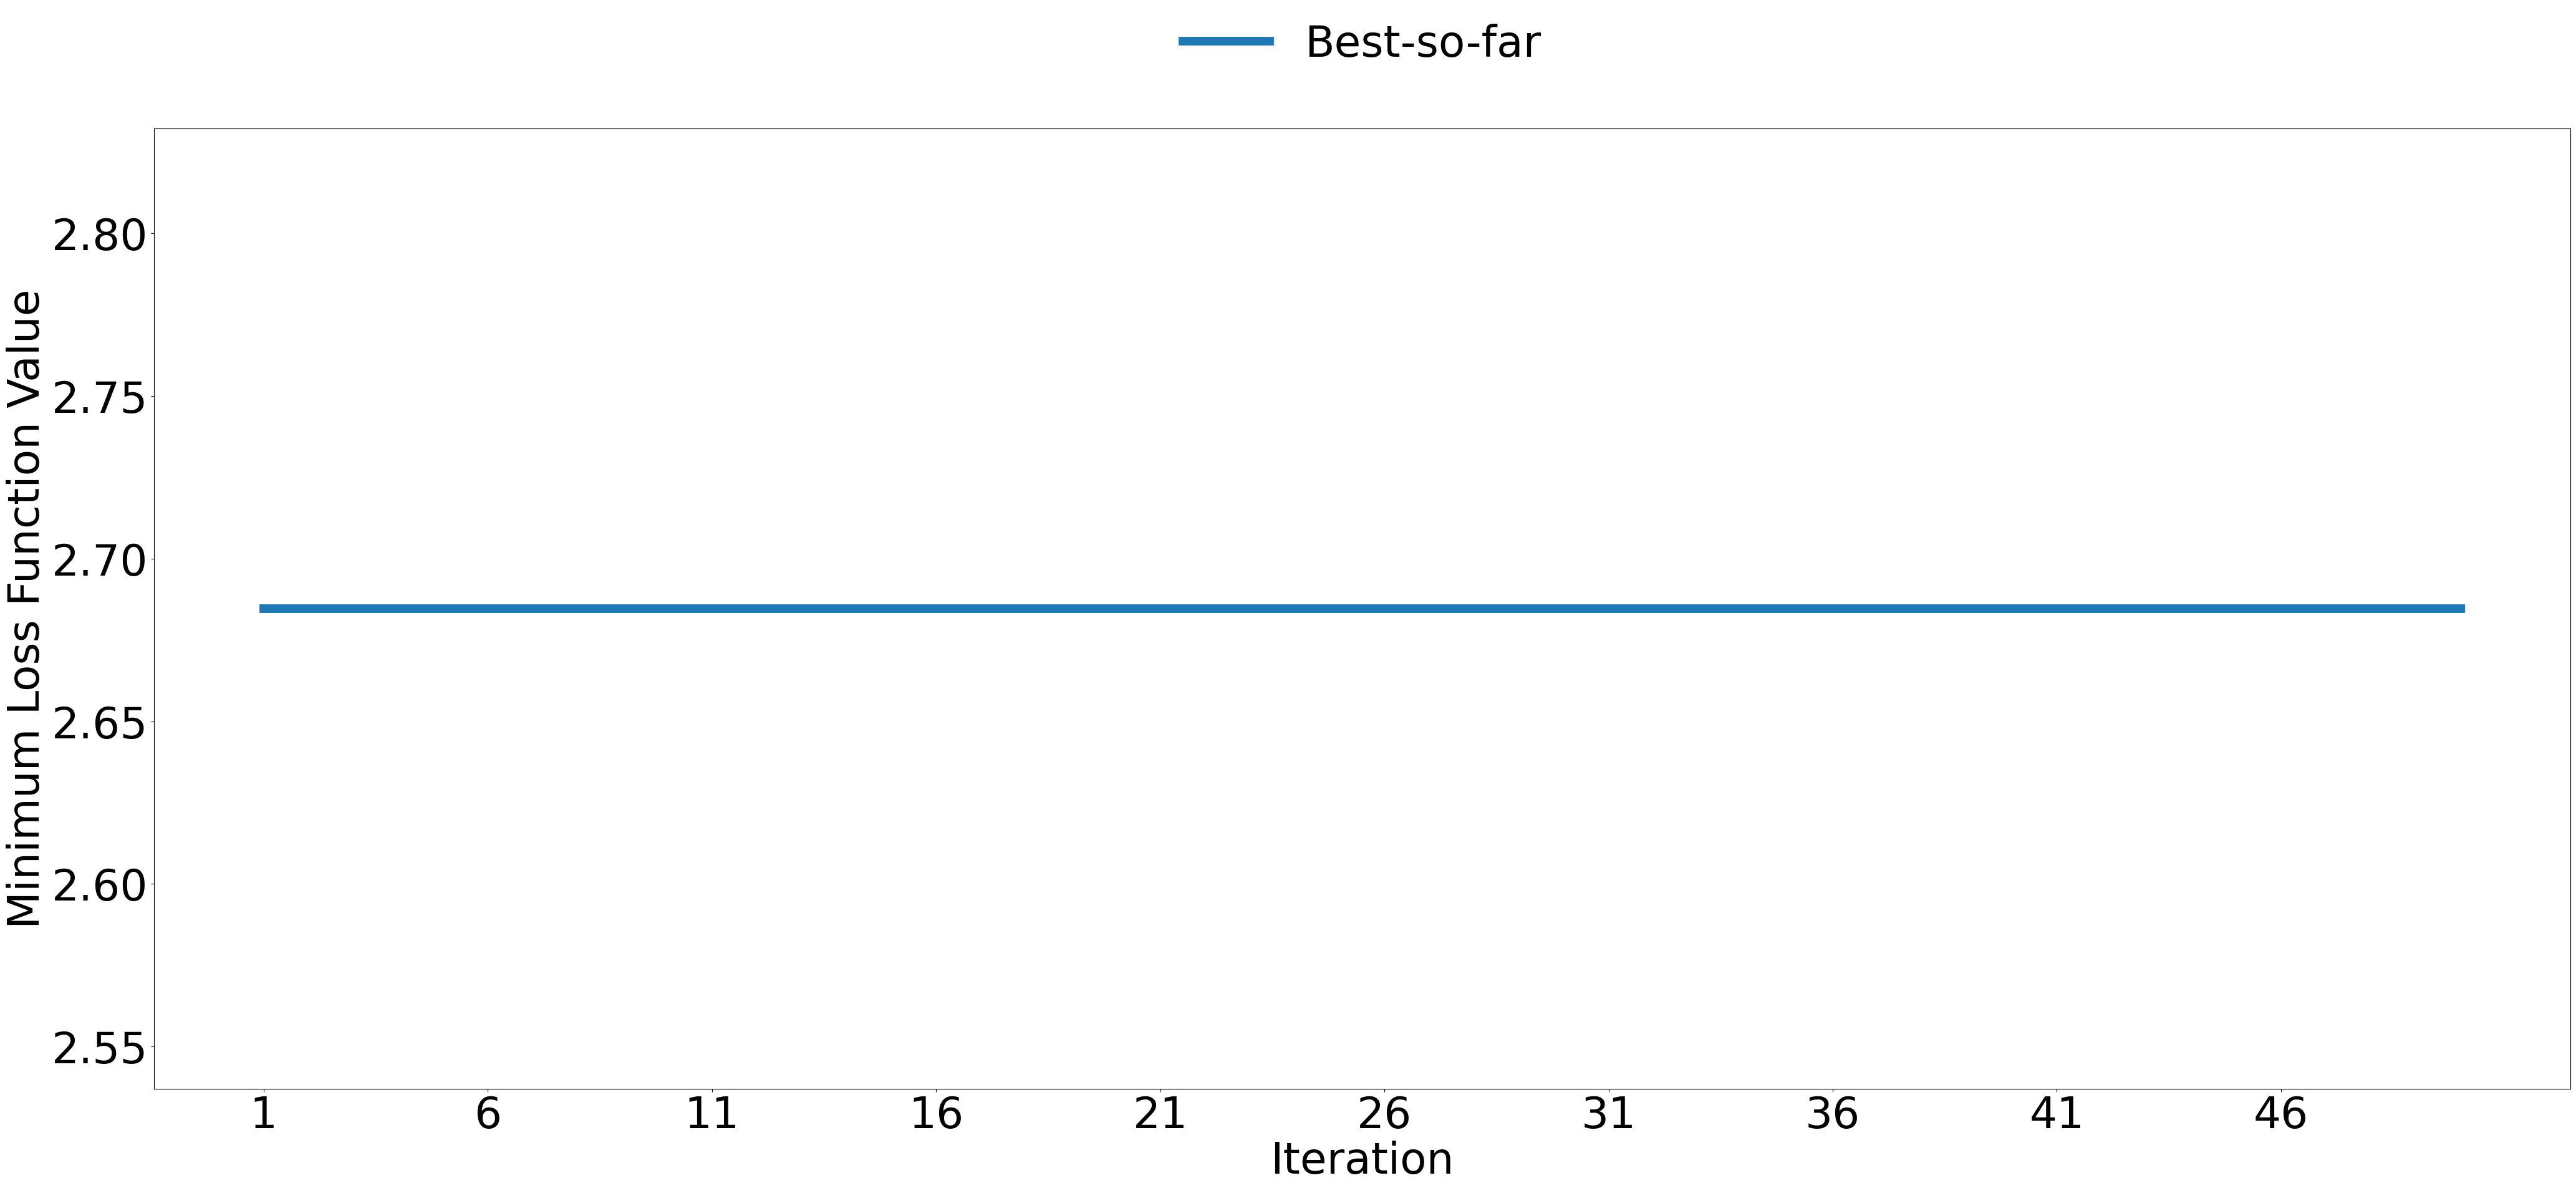 Best-so-far
Minimum Loss Function Value
2.80
2.75
2.70
2.65
2.60
2.55
1 6 11 16 21 26 31 36 41 46
Iteration